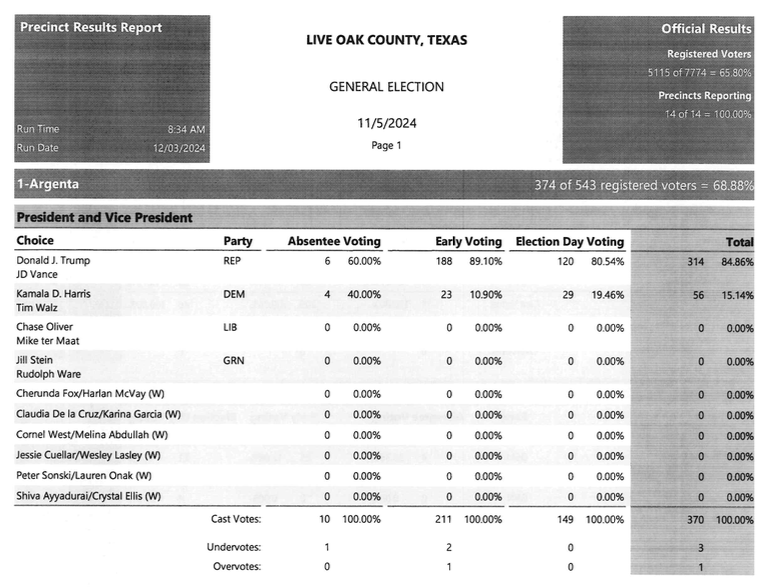 Precinct Results Report
LIVE OAK COUNTY, TEXAS
GENERAL ELECTION
11/5/2024
Page 1
Run Time 8:34 AM
Run Date 12/03/2024
Official Results
Registered Voters
5115 of 7774 = 65.80%
Precincts Reporting
14 of 14 = 100.00%
1-Argenta 374 of 543 registered voters = 68.88%
President and Vice President
Choice Party Absentee Voting Early Voting Election Day Voting Total
Donald J. Trump REP 6 60.00% 188 89.10% 120 80.54% 314 84.86%
JD Vance
Kamala D. Harris DEM 4 40.00% 23 10.90% 29 19.46% 56 15.14%
Tim Walz
Chase Oliver LIB 0 0.00% 0 0.00% 0 0.00% 0 0.00%
Mike ter Maat
Jill Stein GRN 0 0.00% 0 0.00% 0 0.00% 0 0.00%
Rudolph Ware
Cherunda Fox/Harlan McVay (W) 0 0.00% 0 0.00% 0 0.00% 0 0.00%
Claudia De la Cruz/Karina Garcia (W) 0 0.00% 0 0.00% 0 0.00% 0 0.00%
Cornel West/Melina Abdullah (W) 0 0.00% 0 0.00% 0 0.00% 0 0.00%
Jessie Cuellar/Wesley Lasley (W) 0 0.00% 0 0.00% 0 0.00% 0 0.00%
Peter Sonski/Lauren Onak (W) 0 0.00% 0 0.00% 0 0.00% 0 0.00%
Shiva Ayyadurai/Crystal Ellis (W) 0 0.00% 0 0.00% 0 0.00% 0 0.00%
Cast Votes: 10 100.00% 211 100.00% 149 100.00% 370 100.00%
Undervotes: 1 2 0 3
Overvotes: 0 1 0 1